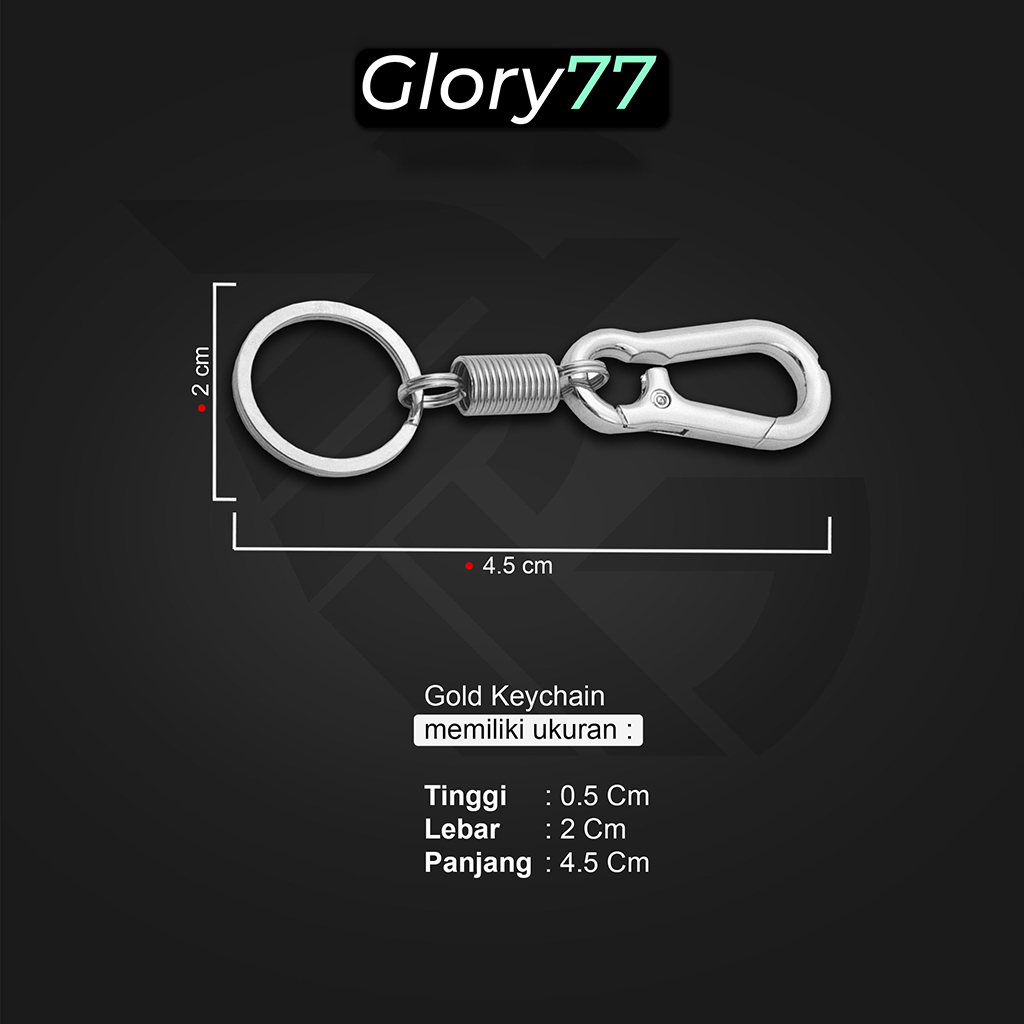 Glory77
2 cm
4.5 cm
Gold Keychain
memiliki ukuran :
Tinggi : 0.5 Cm
Lebar : 2 Cm
Panjang : 4.5 Cm